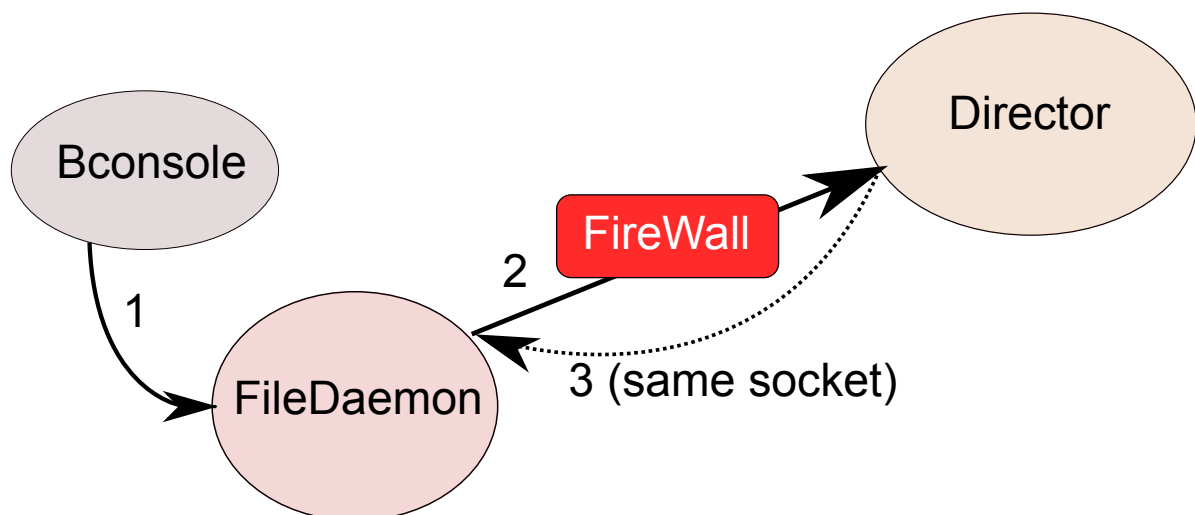 Director
Bconsole
FireWall
2
1
3 (same socket)
FileDaemon